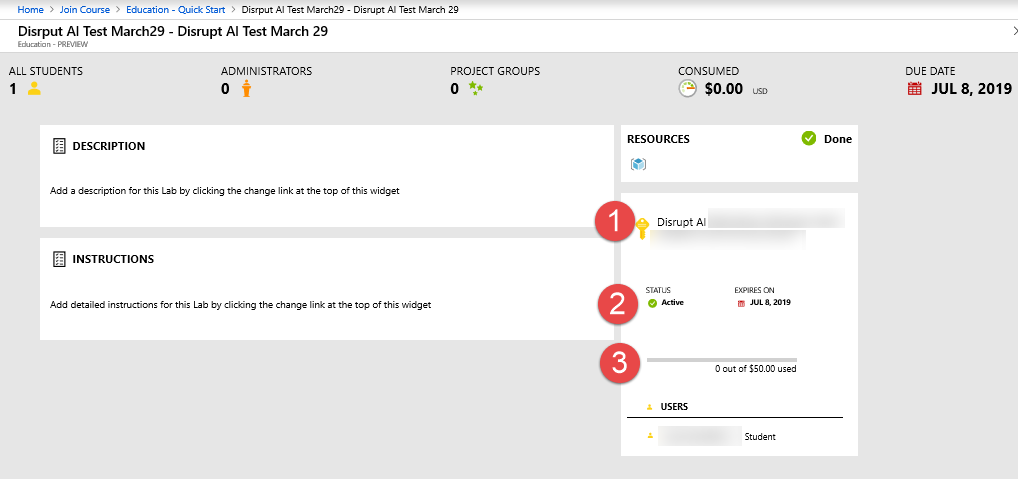 Home > Join Course > Education - Quick Start > Disrput AI Test March29 - Disrupt AI Test March 29
Disrput AI Test March29 - Disrupt AI Test March 29
Education - PREVIEW
ALL STUDENTS
1
ADMINISTRATORS
0
PROJECT GROUPS
0
CONSUMED
$0.00 USD
DUE DATE
JUL 8, 2019
DESCRIPTION
Add a description for this Lab by clicking the change link at the top of this widget
INSTRUCTIONS
Add detailed instructions for this Lab by clicking the change link at the top of this widget
RESOURCES
Done
1
Disrupt AI
2
STATUS
Active
EXPIRES ON
JUL 8, 2019
3
0 out of $50.00 used
USERS
Student